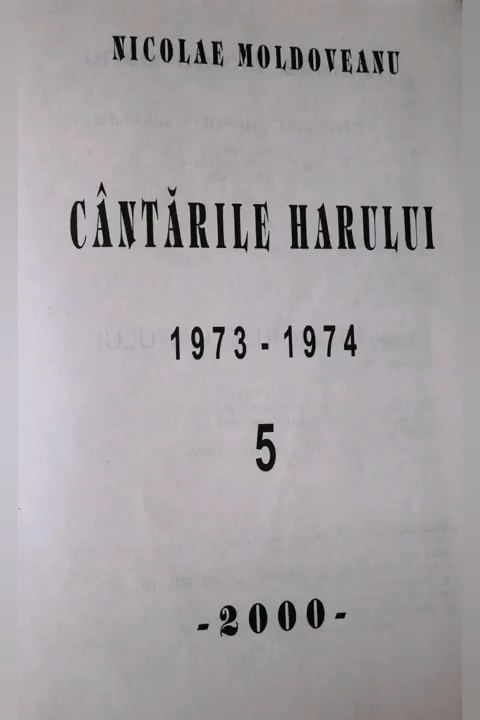 NICOLAE MOLDOVEANU
CÂNTĂRILE HARULUI
1973 - 1974
5
-2000-